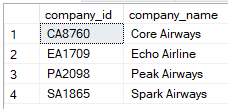 company_id company_name
1 CA8760 Core Airways
2 EA1709 Echo Airline
3 PA2098 Peak Airways
4 SA1865 Spark Airways